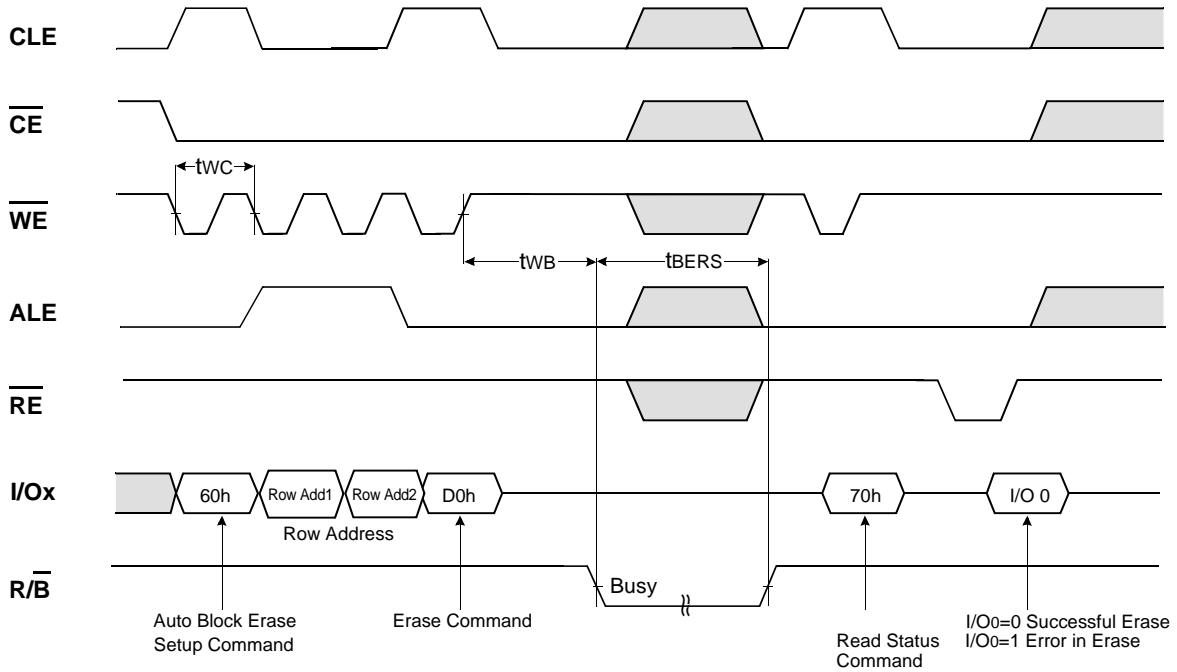 CLE
CE
tWC
WE
tWB
tBERS
ALE
RE
I/Ox
60h
Row Add1
Row Add2
D0h
70h
I/O 0
Row Address
R/B
Busy
Auto Block Erase
Setup Command
Erase Command
Read Status
Command
I/O0=0 Successful Erase
I/O0=1 Error in Erase